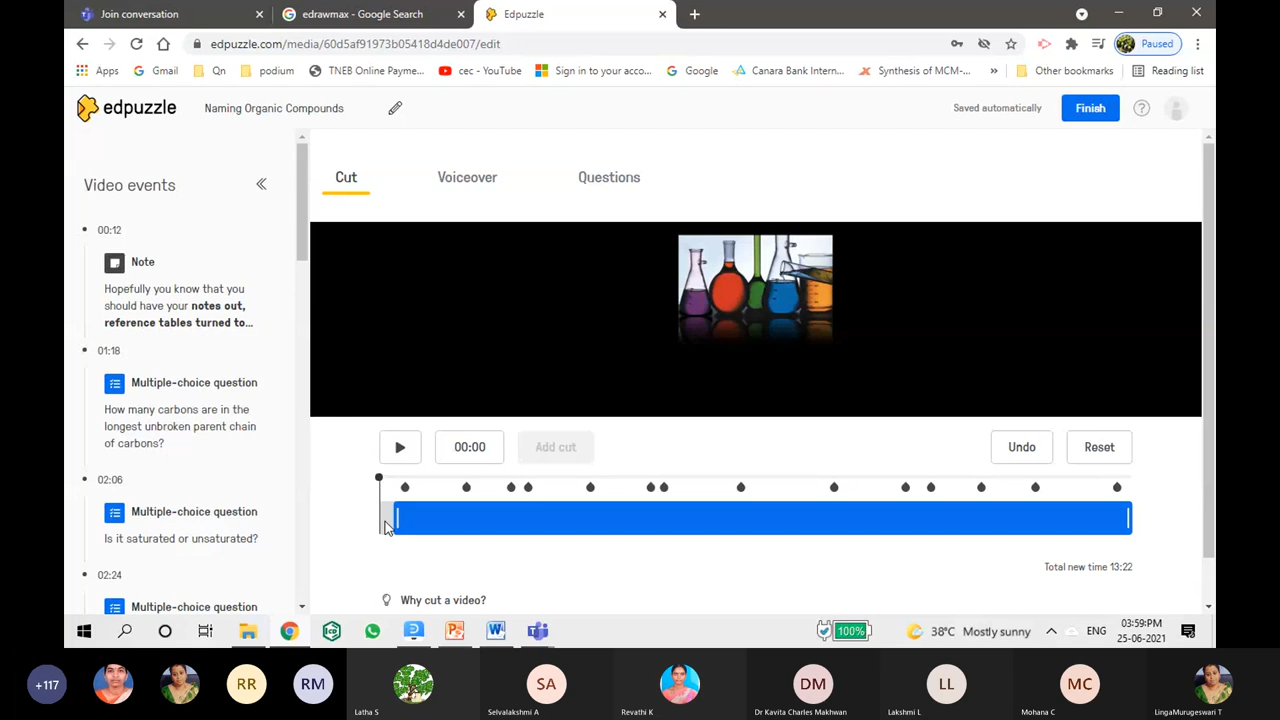 Join conversation
edrawmax - Google Search
Edpuzzle
edpuzzle.com/media/60d5af91973b05418d4de007/edit
Paused
Apps
Gmail
Qn
podium
TNEB Online Payme...
cec - YouTube
Sign in to your acco...
Google
Canara Bank Intern...
Synthesis of MCM-...
»
Other bookmarks
Reading list
edpuzzle
Naming Organic Compounds
Saved automatically
Finish
?
Video events
Cut
Voiceover
Questions
00:12
Note
Hopefully you know that you
should have your notes out,
reference tables turned to...
01:18
Multiple-choice question
How many carbons are in the
longest unbroken parent chain
of carbons?
02:06
Multiple-choice question
Is it saturated or unsaturated?
02:24
Multiple-choice question
00:00
Add cut
Undo
Reset
Total new time 13:22
Why cut a video?
100%
38°C Mostly sunny
ENG
03:59 PM
25-06-2021
+117
RR
RM
Latha S
SA
Selvalakshmi A
Revathi K
DM
Dr Kavita Charles Makhwan
LL
Lakshmi L
MC
Mohana C
LingaMurugeswari T